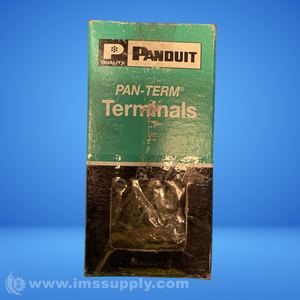 P PANDUIT
QUALITY
PAN-TERM®
Terminals
www.imssupply.com